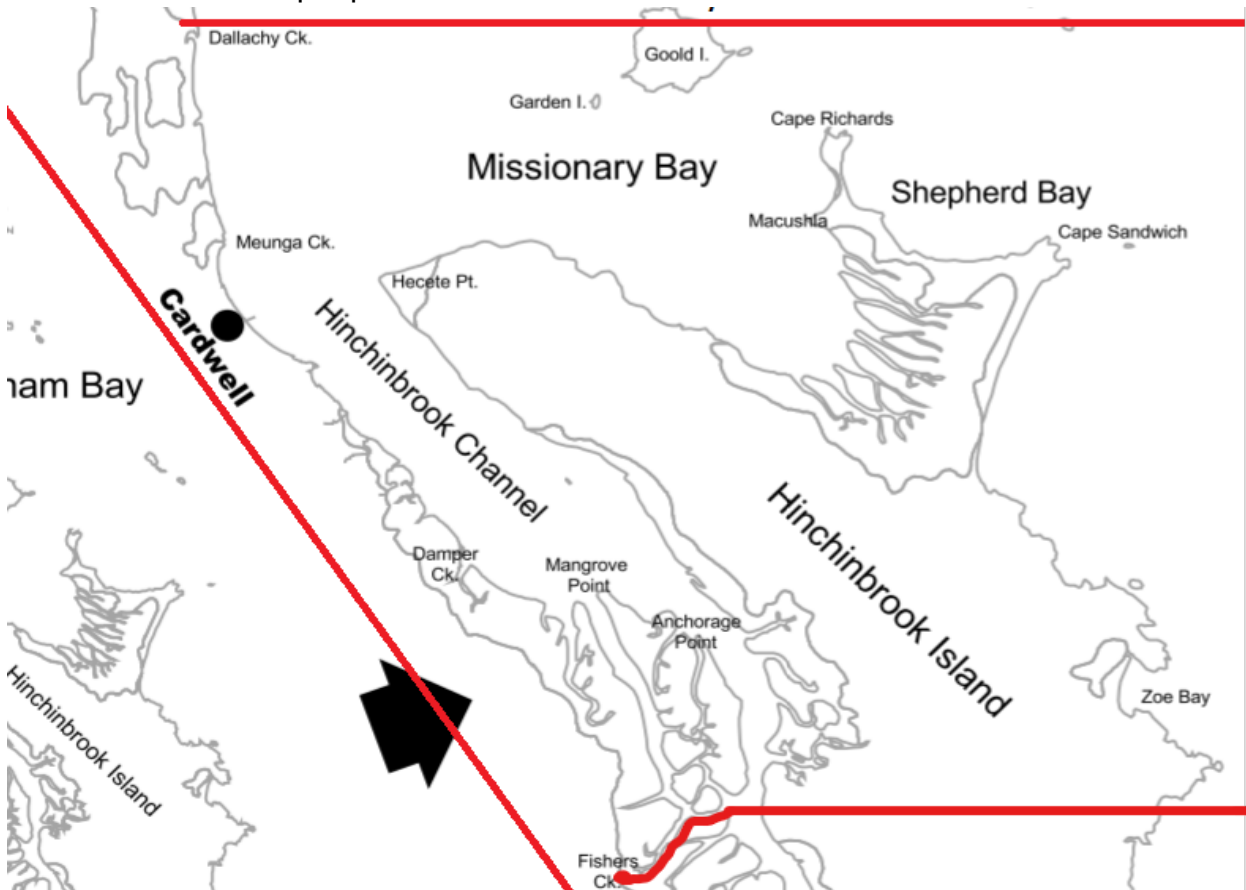 Dallachy Ck.
Goold I.
Garden I.
Cape Richards
Missionary Bay
Shepherd Bay
Macushla
Cape Sandwich
Meunga Ck.
Hecete Pt.
Cardwell
Hinchinbrook Channel
ham Bay
Hinchinbrook Island
Damper
Ck.
Mangrove
Point
Anchorage
Point
Zoe Bay
Hinchinbrook Island
Fishers
Ck.